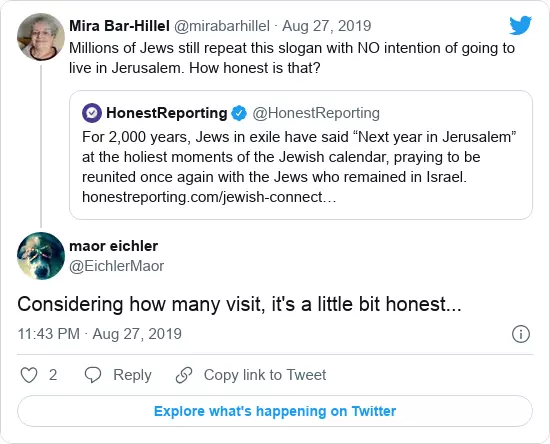 Mira Bar-Hillel @mirabarhillel · Aug 27, 2019
Millions of Jews still repeat this slogan with NO intention of going to
live in Jerusalem. How honest is that?
HonestReporting @HonestReporting
For 2,000 years, Jews in exile have said “Next year in Jerusalem”
at the holiest moments of the Jewish calendar, praying to be
reunited once again with the Jews who remained in Israel.
honestreporting.com/jewish-connect…
maor eichler
@EichlerMaor
Considering how many visit, it's a little bit honest...
11:43 PM · Aug 27, 2019
2 Reply Copy link to Tweet
Explore what's happening on Twitter